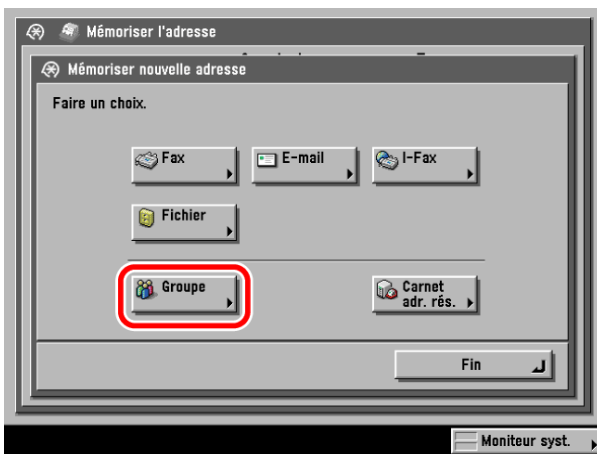 Mémoriser l'adresse
Mémoriser nouvelle adresse
Faire un choix.
Fax
E-mail
I-Fax
Fichier
Groupe
Carnet
adr. rés.
Fin
Moniteur syst.